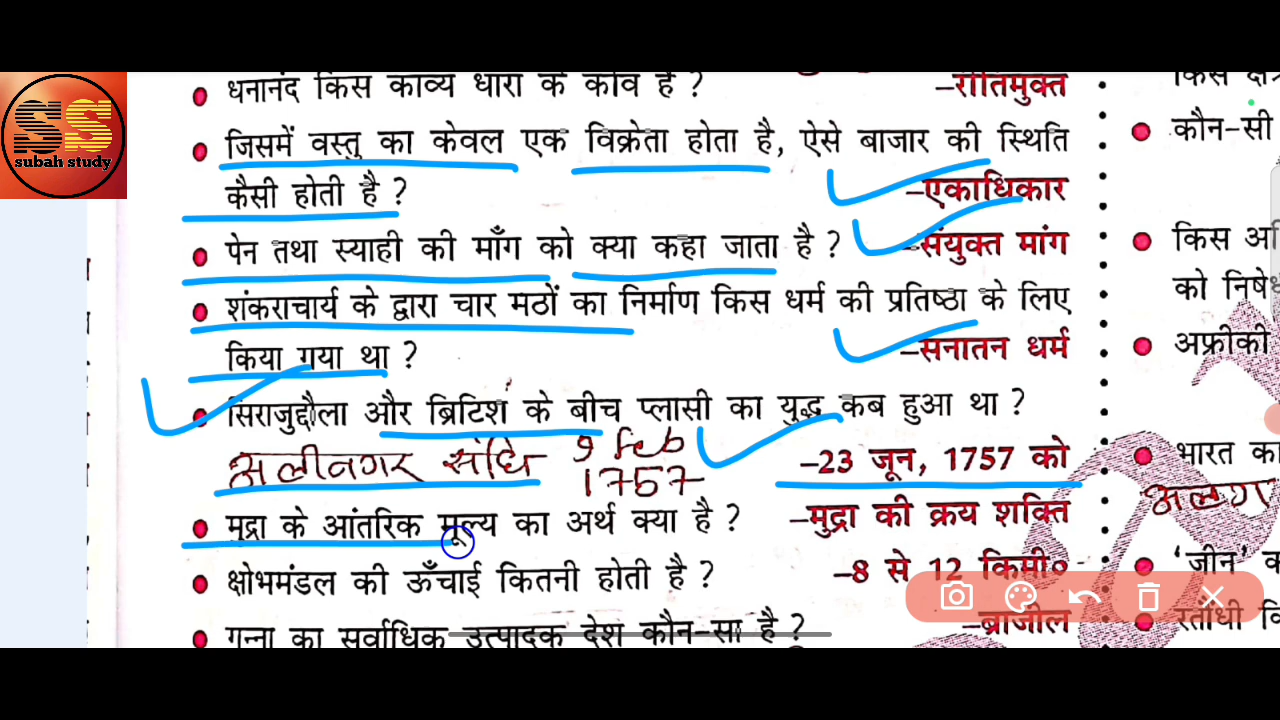 SS
subah study
धनानंद किस काव्य धारा के कवि हैं ?
–रीतिमुक्त
जिसमें वस्तु का केवल एक विक्रेता होता है, ऐसे बाजार की स्थिति
कैसी होती है ?
–एकाधिकार
पेन तथा स्याही की माँग को क्या कहा जाता है ?
–संयुक्त मांग
शंकराचार्य के द्वारा चार मठों का निर्माण किस धर्म की प्रतिष्ठा के लिए
किया गया था ?
–सनातन धर्म
सिराजुद्दौला और ब्रिटिश के बीच प्लासी का युद्ध कब हुआ था ?
अलीनगर संधि 9 feb
1757
–23 जून, 1757 को
मुद्रा के आंतरिक मूल्य का अर्थ क्या है ?
–मुद्रा की क्रय शक्ति
क्षोभमंडल की ऊँचाई कितनी होती है ?
–8 से 12 किमी०
गन्ना का सर्वाधिक उत्पादक देश कौन-सा है ?
–ब्राजील
किस
कौन-सी
किस
को
अफ्रीकी
भारत
'जीन'
रतौंधी